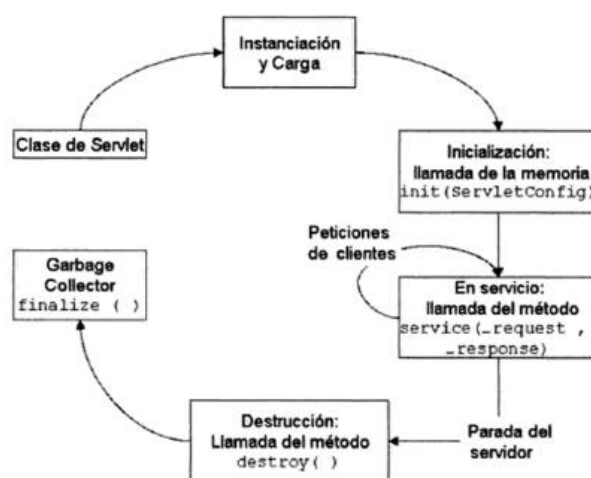 Instanciación
y Carga
Clase de Servlet
Inicialización:
llamada de la memoria
init(ServletConfig)
Peticiones
de clientes
En servicio:
llamada del método
service(_request ,
_response)
Garbage
Collector
finalize ( )
Destrucción:
Llamada del método
destroy( )
Parada del
servidor